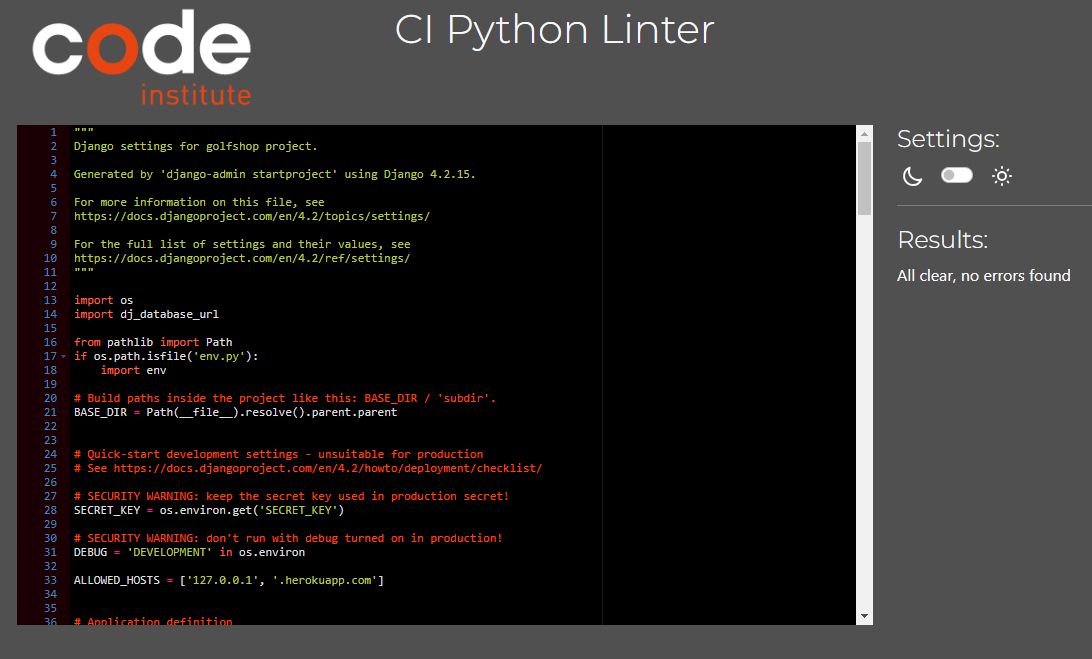 code
institute
CI Python Linter
1 """
2 Django settings for golfshop project.
3
4 Generated by 'django-admin startproject' using Django 4.2.15.
5
6 For more information on this file, see
7 https://docs.djangoproject.com/en/4.2/topics/settings/
8
9 For the full list of settings and their values, see
10 https://docs.djangoproject.com/en/4.2/ref/settings/
11 """
12
13 import os
14 import dj_database_url
15
16 from pathlib import Path
17 if os.path.isfile('env.py'):
18     import env
19
20 # Build paths inside the project like this: BASE_DIR / 'subdir'.
21 BASE_DIR = Path(__file__).resolve().parent.parent
22
23
24 # Quick-start development settings - unsuitable for production
25 # See https://docs.djangoproject.com/en/4.2/howto/deployment/checklist/
26
27 # SECURITY WARNING: keep the secret key used in production secret!
28 SECRET_KEY = os.environ.get('SECRET_KEY')
29
30 # SECURITY WARNING: don't run with debug turned on in production!
31 DEBUG = 'DEVELOPMENT' in os.environ
32
33 ALLOWED_HOSTS = ['127.0.0.1', '.herokuapp.com']
34
35
36 # Application definition
Settings:
Results:
All clear, no errors found